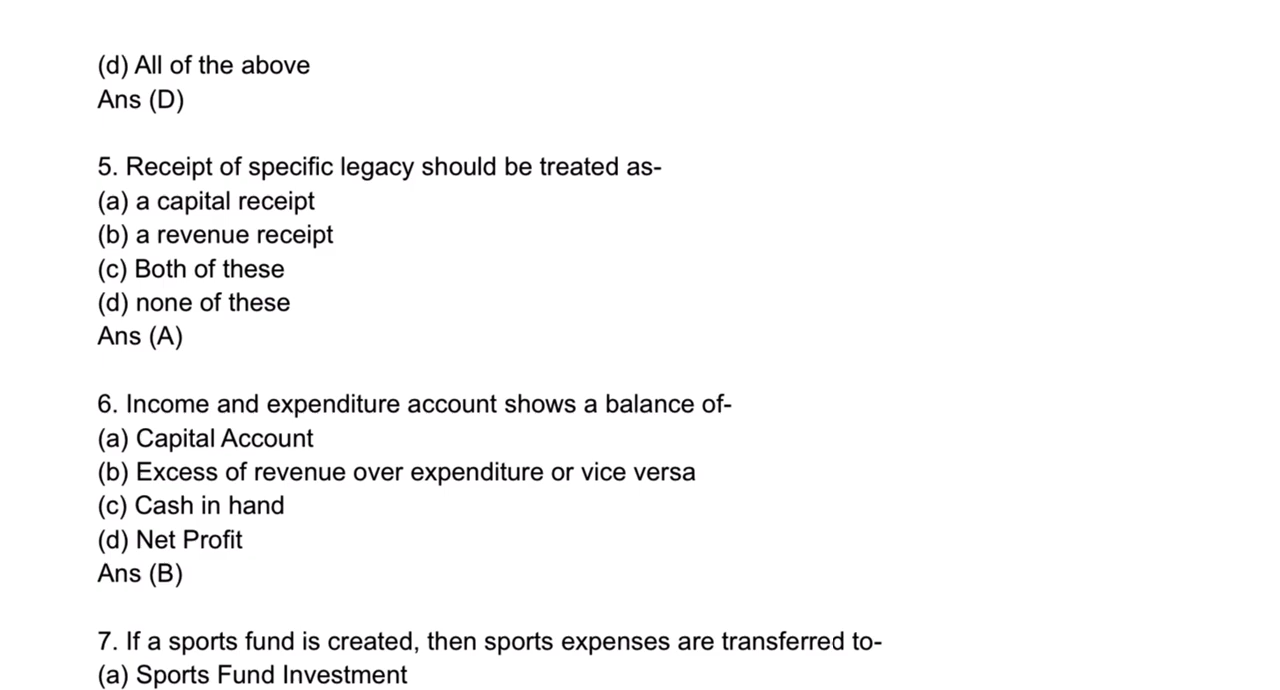 (d) All of the above
Ans (D)
5. Receipt of specific legacy should be treated as-
(a) a capital receipt
(b) a revenue receipt
(c) Both of these
(d) none of these
Ans (A)
6. Income and expenditure account shows a balance of-
(a) Capital Account
(b) Excess of revenue over expenditure or vice versa
(c) Cash in hand
(d) Net Profit
Ans (B)
7. If a sports fund is created, then sports expenses are transferred to-
(a) Sports Fund Investment